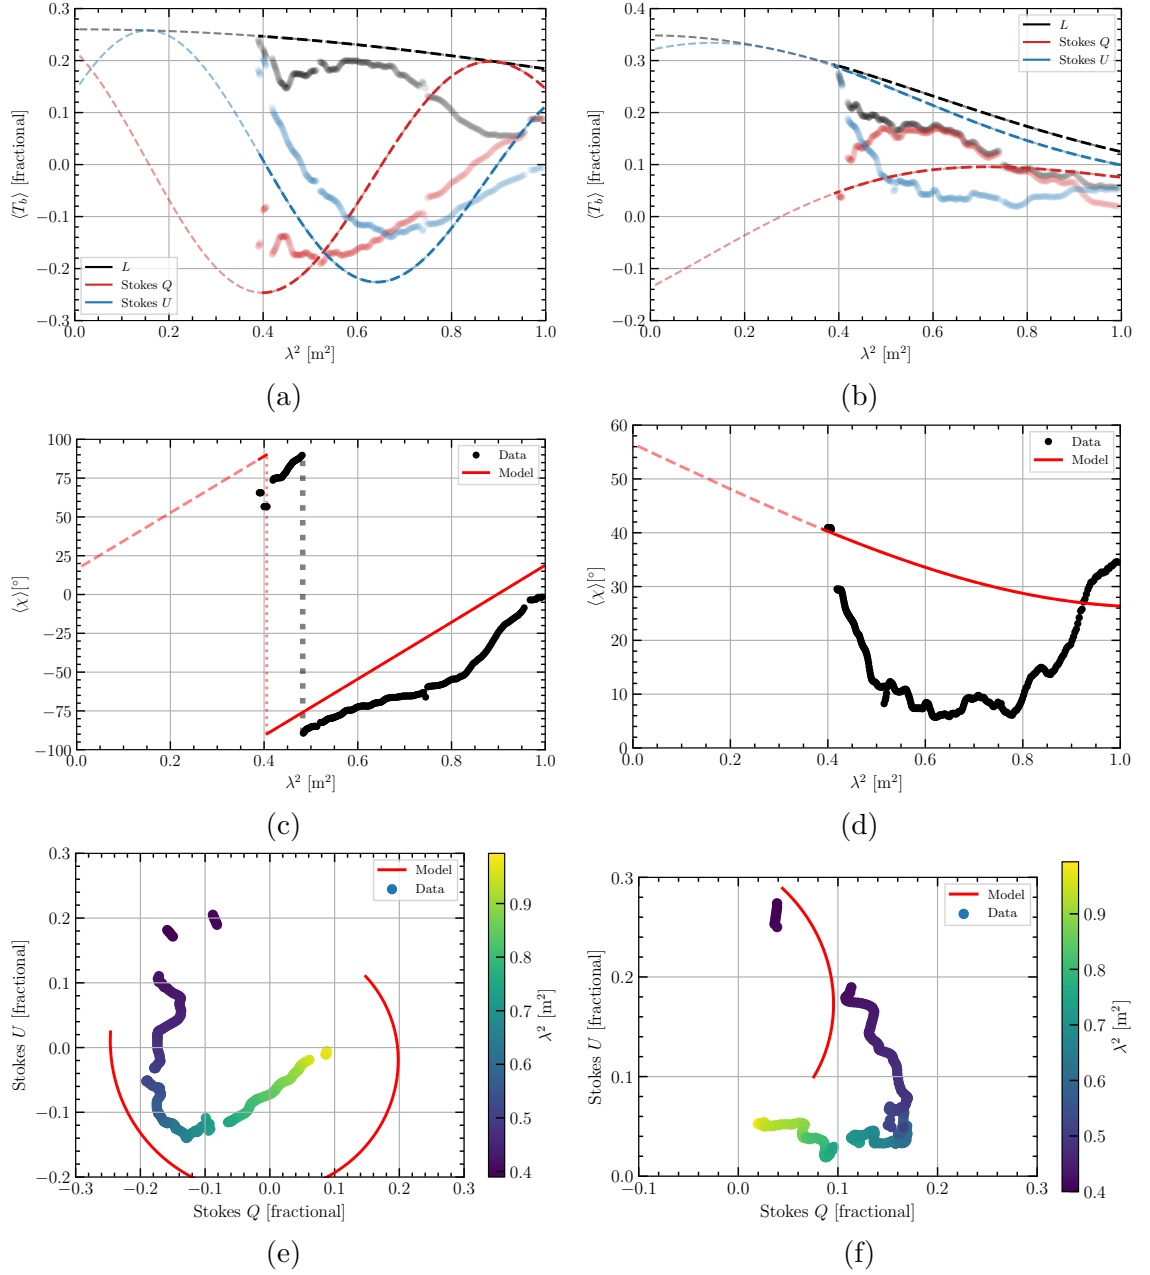 0.3
0.2
0.1
0.0
−0.1
−0.2
−0.3
⟨T_b⟩ [fractional]
L
Stokes Q
Stokes U
0.0 0.2 0.4 0.6 0.8 1.0
λ² [m²]
(a)
0.4
0.3
0.2
0.1
0.0
−0.1
−0.2
⟨T_b⟩ [fractional]
L
Stokes Q
Stokes U
0.0 0.2 0.4 0.6 0.8 1.0
λ² [m²]
(b)
100
75
50
25
0
−25
−50
−75
−100
⟨χ⟩[°]
Data
Model
0.0 0.2 0.4 0.6 0.8 1.0
λ² [m²]
(c)
60
50
40
30
20
10
0
⟨χ⟩[°]
Data
Model
0.0 0.2 0.4 0.6 0.8 1.0
λ² [m²]
(d)
0.3
0.2
0.1
0.0
−0.1
−0.2
Stokes U [fractional]
Model
Data
−0.3 −0.2 −0.1 0.0 0.1 0.2 0.3
Stokes Q [fractional]
0.9
0.8
0.7
0.6
0.5
0.4
λ² [m²]
(e)
0.3
0.2
0.1
0.0
Stokes U [fractional]
Model
Data
−0.1 0.0 0.1 0.2 0.3
Stokes Q [fractional]
0.9
0.8
0.7
0.6
0.5
0.4
λ² [m²]
(f)